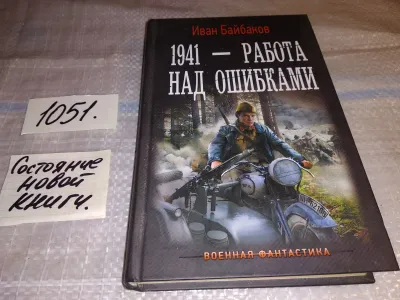 Иван Байбаков
1941 — РАБОТА
НАД ОШИБКАМИ
ВОЕННАЯ ФАНТАСТИКА
1051.
Состояние
новой
книги.